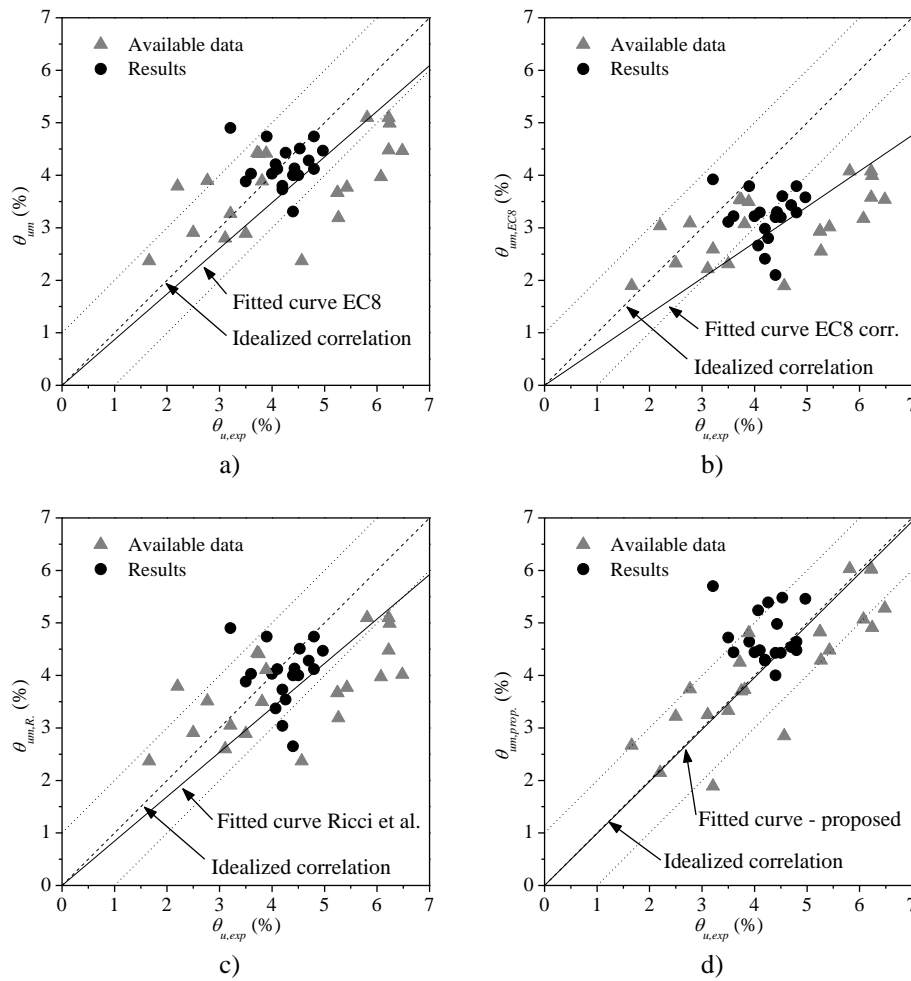 7
6
5
4
3
2
1
0
θum (%)
Available data
Results
Fitted curve EC8
Idealized correlation
0 1 2 3 4 5 6 7
θu,exp (%)
a)
7
6
5
4
3
2
1
0
θum,EC8 (%)
Available data
Results
Fitted curve EC8 corr.
Idealized correlation
0 1 2 3 4 5 6 7
θu,exp (%)
b)
7
6
5
4
3
2
1
0
θum,R. (%)
Available data
Results
Fitted curve Ricci et al.
Idealized correlation
0 1 2 3 4 5 6 7
θu,exp (%)
c)
7
6
5
4
3
2
1
0
θum,prop. (%)
Available data
Results
Fitted curve - proposed
Idealized correlation
0 1 2 3 4 5 6 7
θu,exp (%)
d)